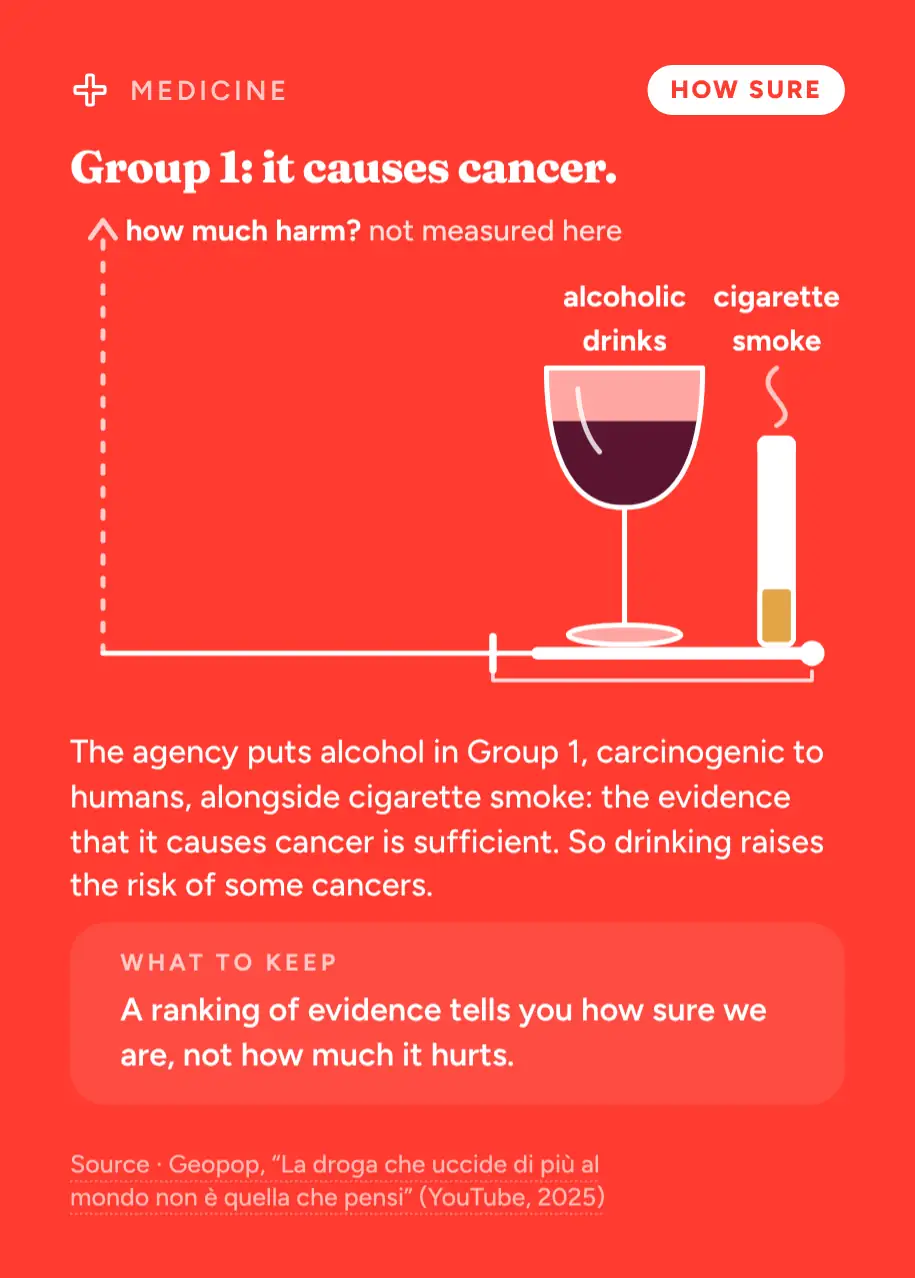 MEDICINE
HOW SURE
Group 1: it causes cancer.
how much harm? not measured here
alcoholic
drinks
cigarette
smoke
The agency puts alcohol in Group 1, carcinogenic to
humans, alongside cigarette smoke: the evidence
that it causes cancer is sufficient. So drinking raises
the risk of some cancers.
WHAT TO KEEP
A ranking of evidence tells you how sure we
are, not how much it hurts.
Source · Geopop, “La droga che uccide di più al
mondo non è quella che pensi” (YouTube, 2025)